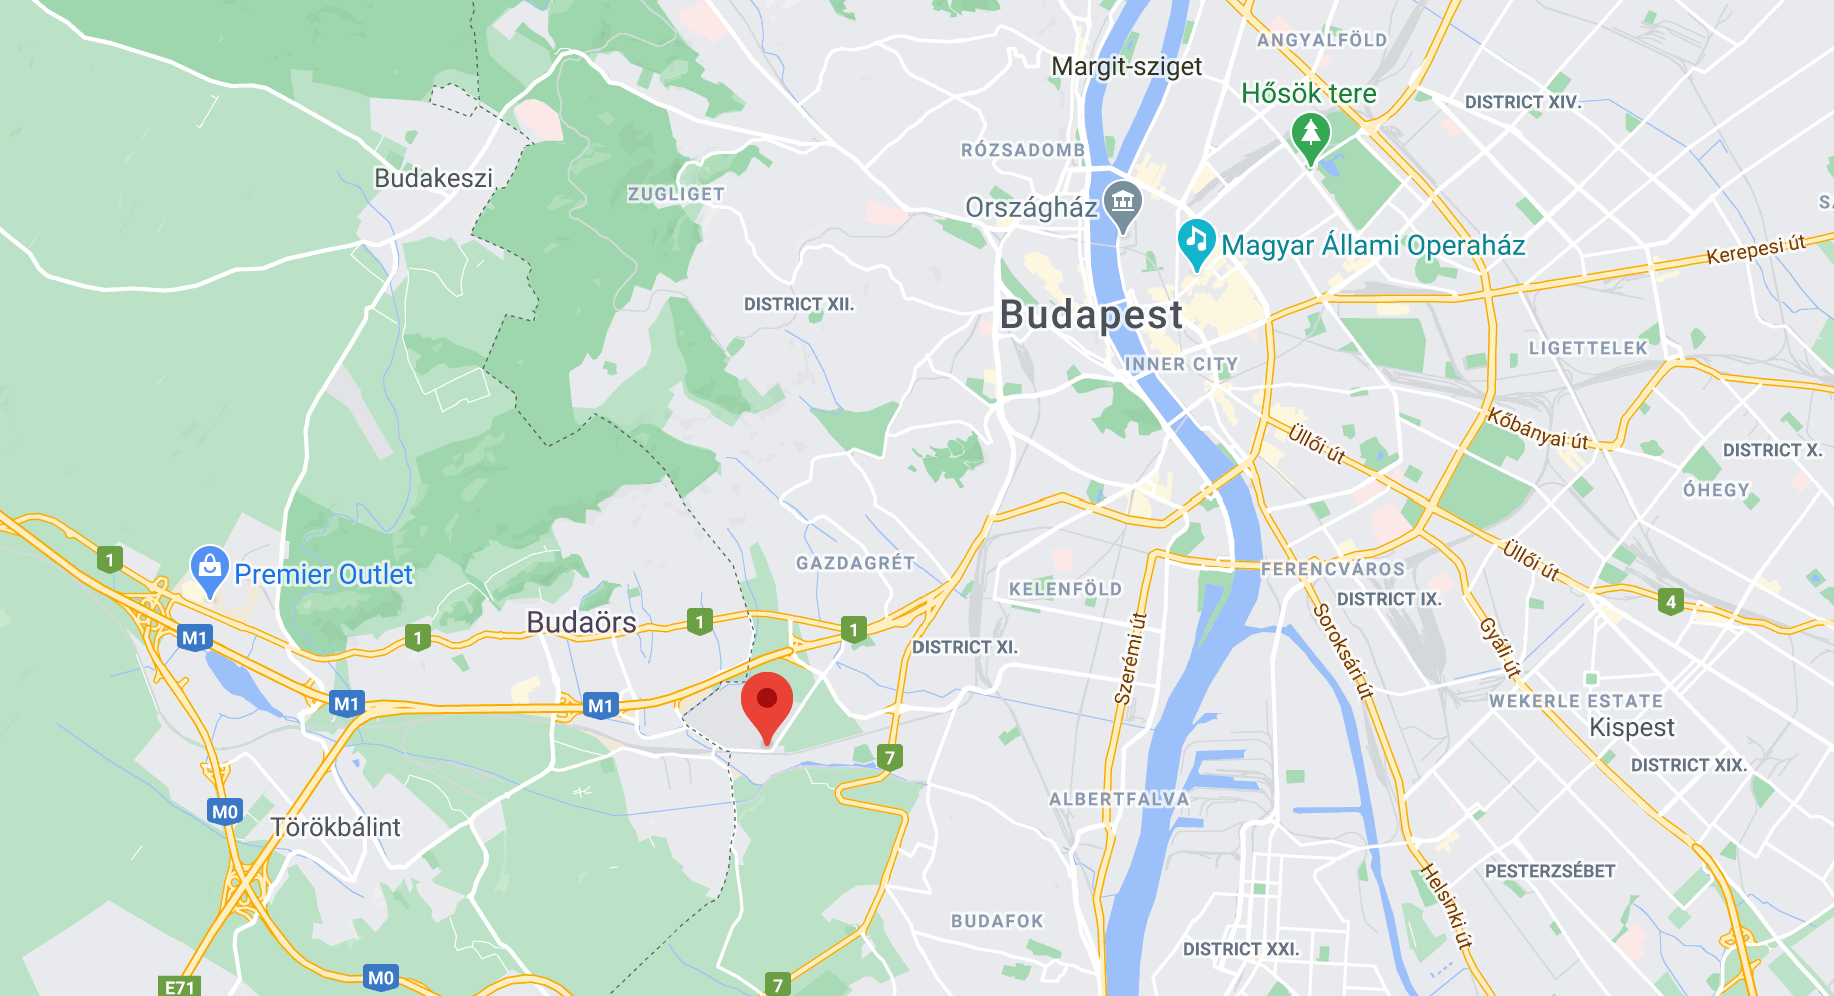 ANGYALFÖLD
Margit-sziget
Hősök tere
DISTRICT XIV.
RÓZSADOMB
Budakeszi
ZUGLIGET
Országház
Magyar Állami Operaház
Kerepesi út
DISTRICT XII.
Budapest
LIGETTELEK
INNER CITY
Kőbányai út
Üllői út
DISTRICT X.
ÓHEGY
1
Premier Outlet
GAZDAGRÉT
KELENFÖLD
FERENCVÁROS
Üllői út
DISTRICT IX.
4
M1
1
Budaörs
1
1
DISTRICT XI.
Szerémi út
Soroksári út
Gyáli út
M1
M1
WEKERLE ESTATE
Kispest
7
DISTRICT XIX.
M0
Törökbálint
ALBERTFALVA
PESTERZSÉBET
Helsinki út
BUDAFOK
DISTRICT XXI.
E71
M0
7